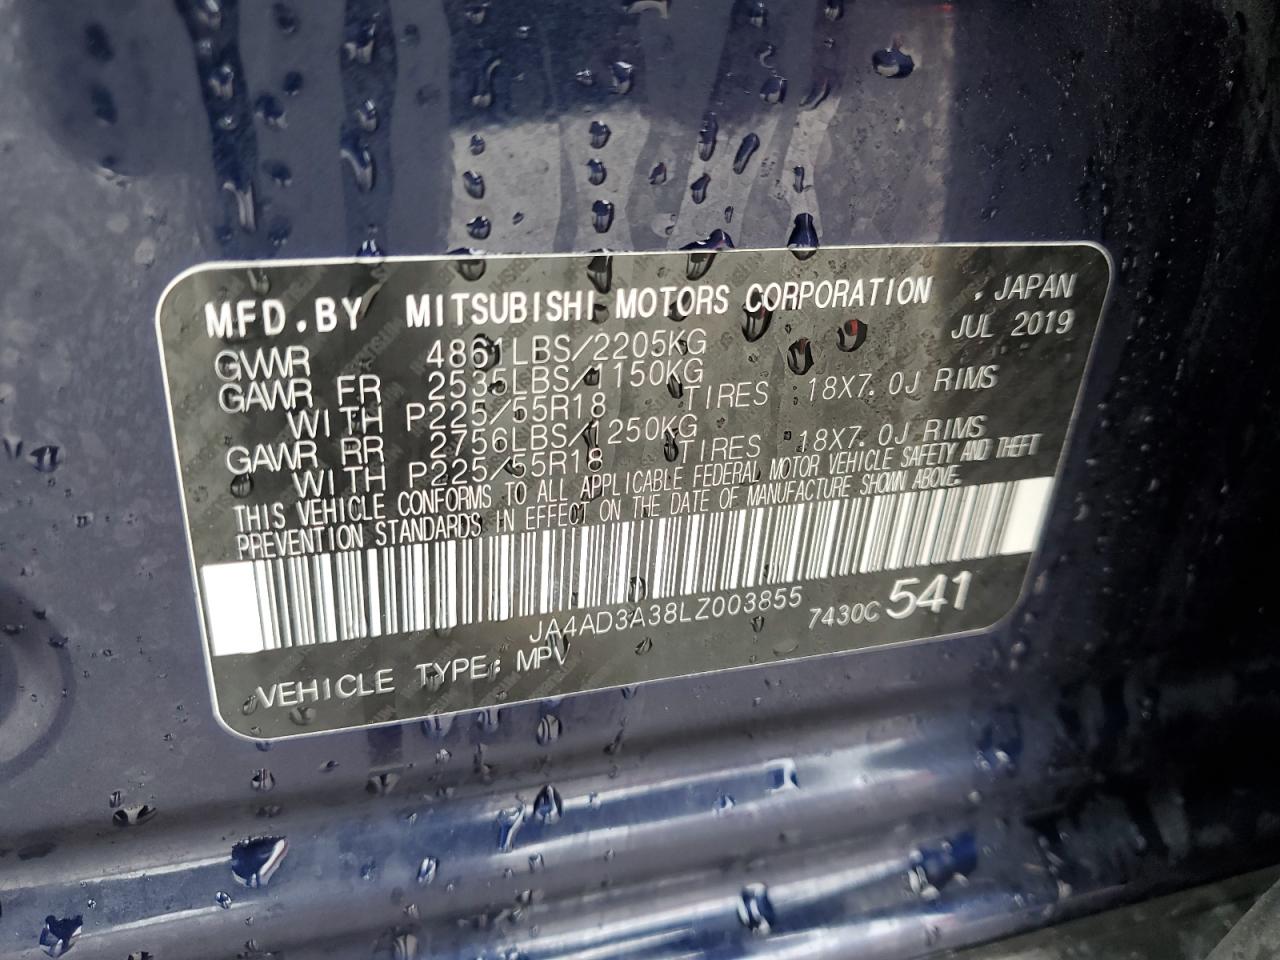 MFD.BY MITSUBISHI MOTORS CORPORATION . JAPAN
JUL 2019
GVWR 4861LBS/2205KG
GAWR FR 2535LBS/1150KG
WITH P225/55R18 TIRES 18X7.0J RIMS
GAWR RR 2756LBS/1250KG
WITH P225/55R18 TIRES 18X7.0J RIMS
THIS VEHICLE CONFORMS TO ALL APPLICABLE FEDERAL MOTOR VEHICLE SAFETY AND THEFT
PREVENTION STANDARDS IN EFFECT ON THE DATE OF MANUFACTURE SHOWN ABOVE.
JA4AD3A38LZ003855 7430C 541
VEHICLE TYPE: MPV